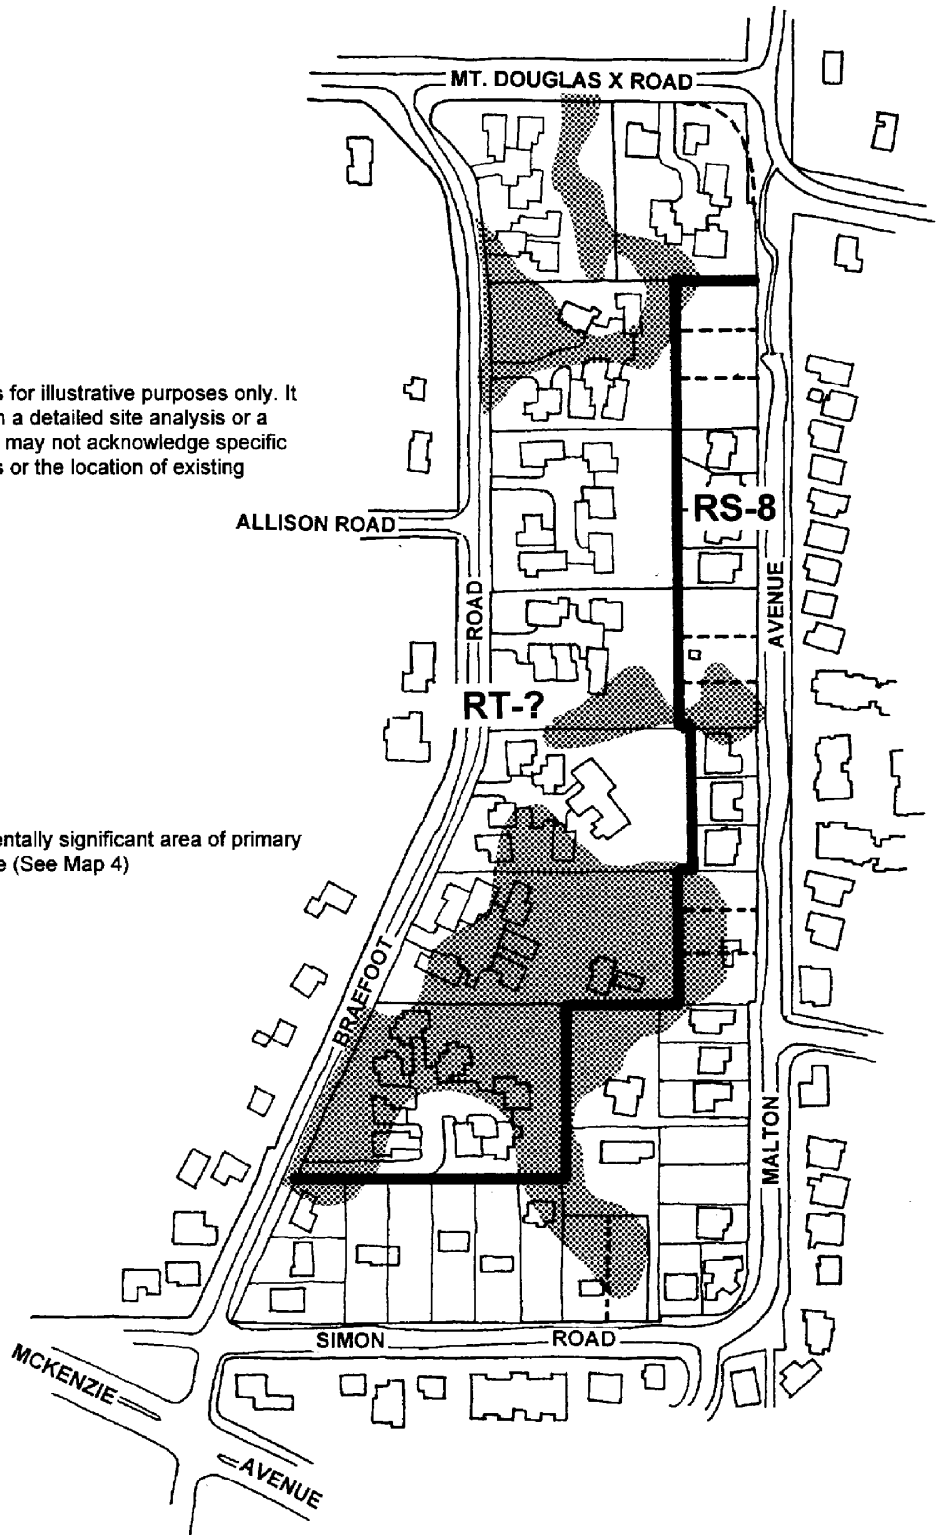 MT. DOUGLAS X ROAD
s for illustrative purposes only. It
a detailed site analysis or a
may not acknowledge specific
s or the location of existing
RS-8
ALLISON ROAD
ROAD
AVENUE
RT-?
entally significant area of primary
e (See Map 4)
BRAEFOOT
MALTON
SIMON ROAD
MCKENZIE
AVENUE